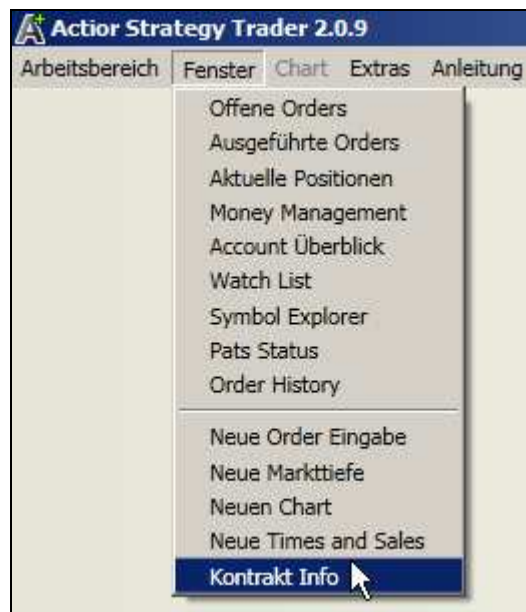 Actior Strategy Trader 2.0.9
Arbeitsbereich Fenster Chart Extras Anleitung
Offene Orders
Ausgeführte Orders
Aktuelle Positionen
Money Management
Account Überblick
Watch List
Symbol Explorer
Pats Status
Order History
Neue Order Eingabe
Neue Markttiefe
Neuen Chart
Neue Times and Sales
Kontrakt Info